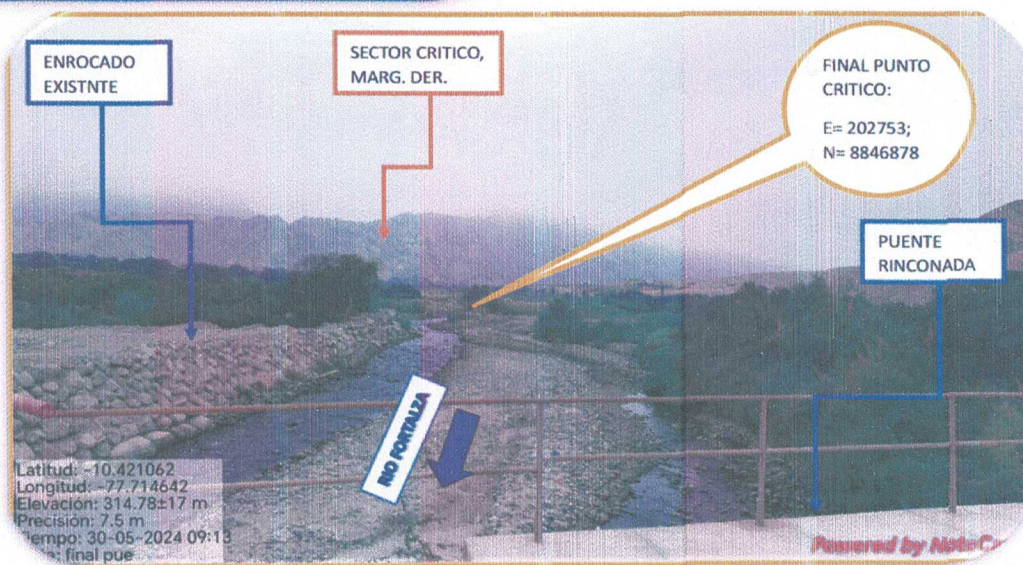 ENROCADO
EXISTNTE
SECTOR CRITICO,
MARG. DER.
FINAL PUNTO
CRITICO:
E= 202753;
N= 8846878
PUENTE
RINCONADA
RIO FORTALZA
Latitud: -10.421062
Longitud: -77.714642
Elevación: 314.78±17 m
Precisión: 7.5 m
Tiempo: 30-05-2024 09:13
: final pue
Powered by